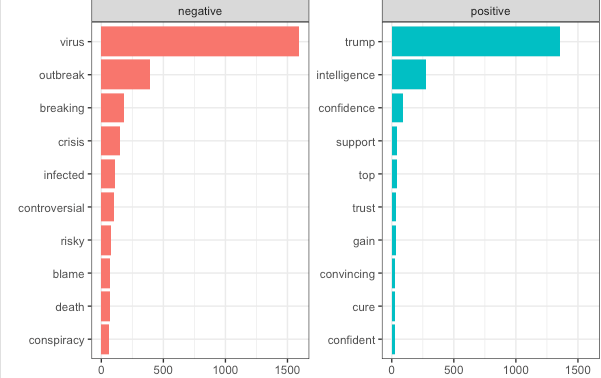 negative
virus
outbreak
breaking
crisis
infected
controversial
risky
blame
death
conspiracy
0 500 1000 1500
positive
trump
intelligence
confidence
support
top
trust
gain
convincing
cure
confident
0 500 1000 1500